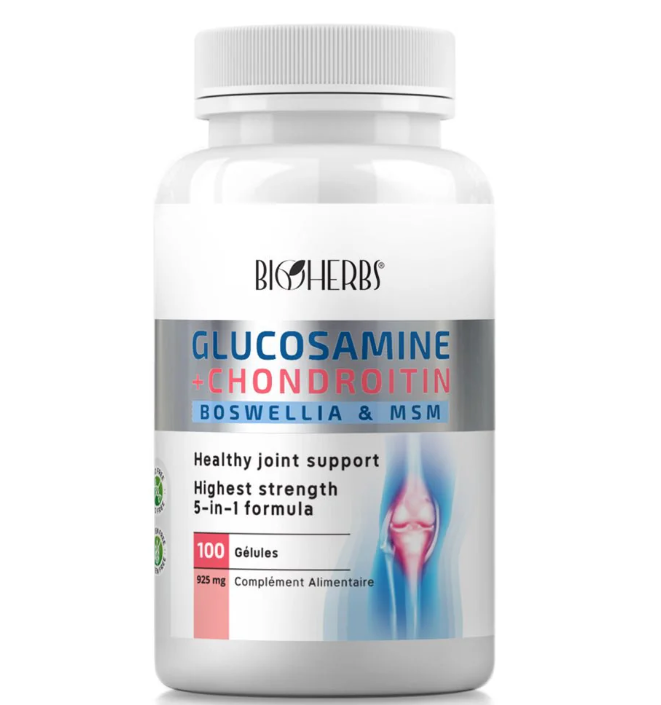 BIOHERBS®
GLUCOSAMINE
+CHONDROITIN
BOSWELLIA & MSM
Healthy joint support
Highest strength
5-in-1 formula
100 Gélules
925 mg Complément Alimentaire